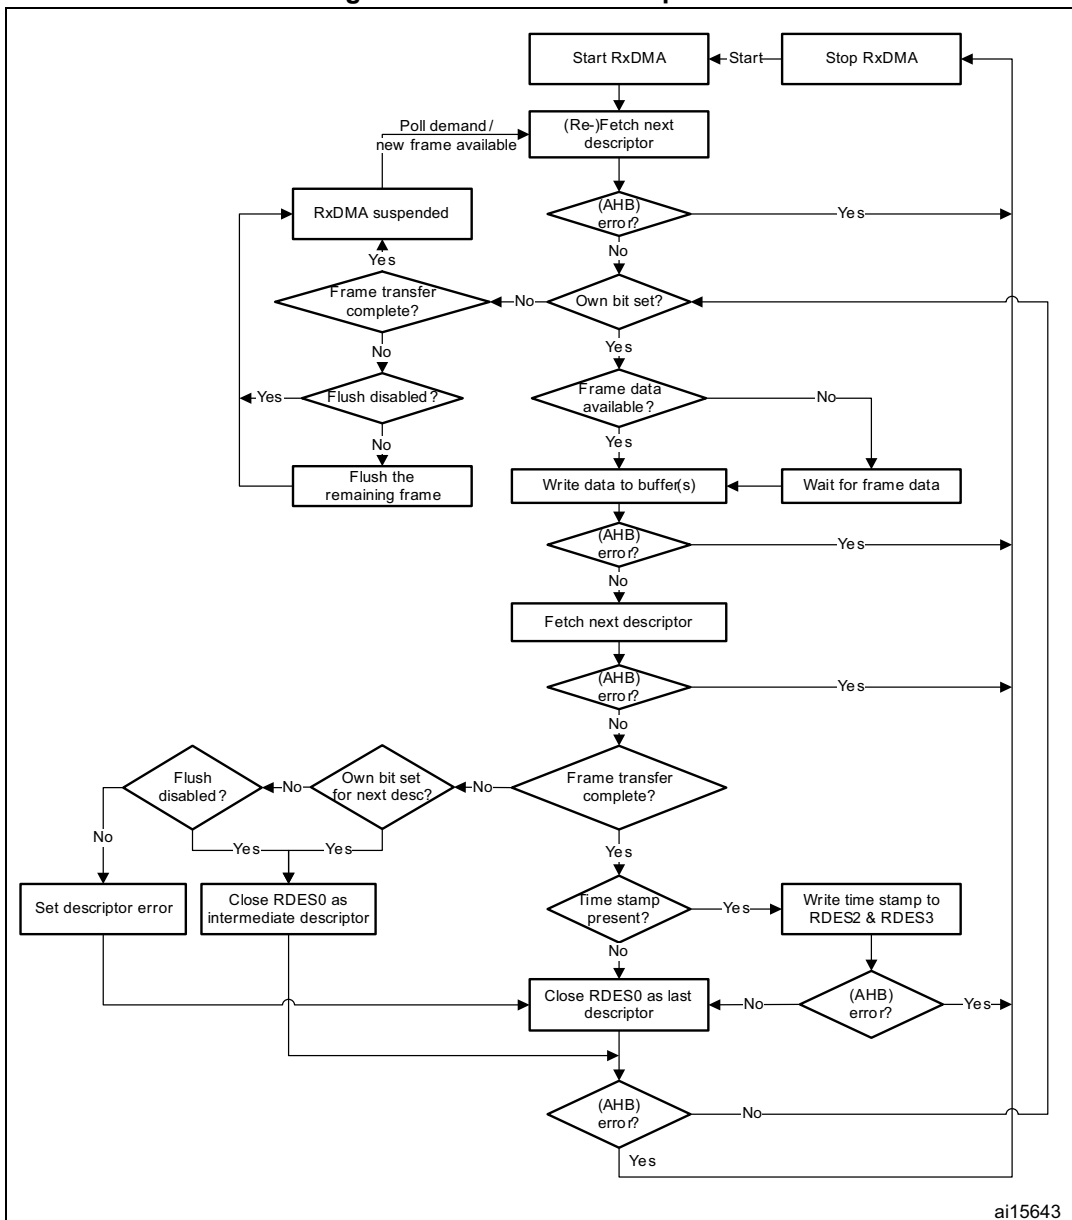 Start RxDMA
Start
Stop RxDMA
Poll demand /
new frame available
(Re-)Fetch next
descriptor
RxDMA suspended
(AHB)
error?
Yes
No
Yes
Frame transfer
complete?
No
Own bit set?
No
Yes
Yes
Flush disabled?
Frame data
available?
No
No
Yes
Flush the
remaining frame
Write data to buffer(s)
Wait for frame data
(AHB)
error?
Yes
No
Fetch next descriptor
(AHB)
error?
Yes
No
Flush
disabled?
No
Own bit set
for next desc?
No
Frame transfer
complete?
No
Yes
Yes
Yes
Set descriptor error
Close RDES0 as
intermediate descriptor
Time stamp
present?
Yes
Write time stamp to
RDES2 & RDES3
No
Close RDES0 as last
descriptor
No
(AHB)
error?
Yes
(AHB)
error?
No
Yes
ai15643